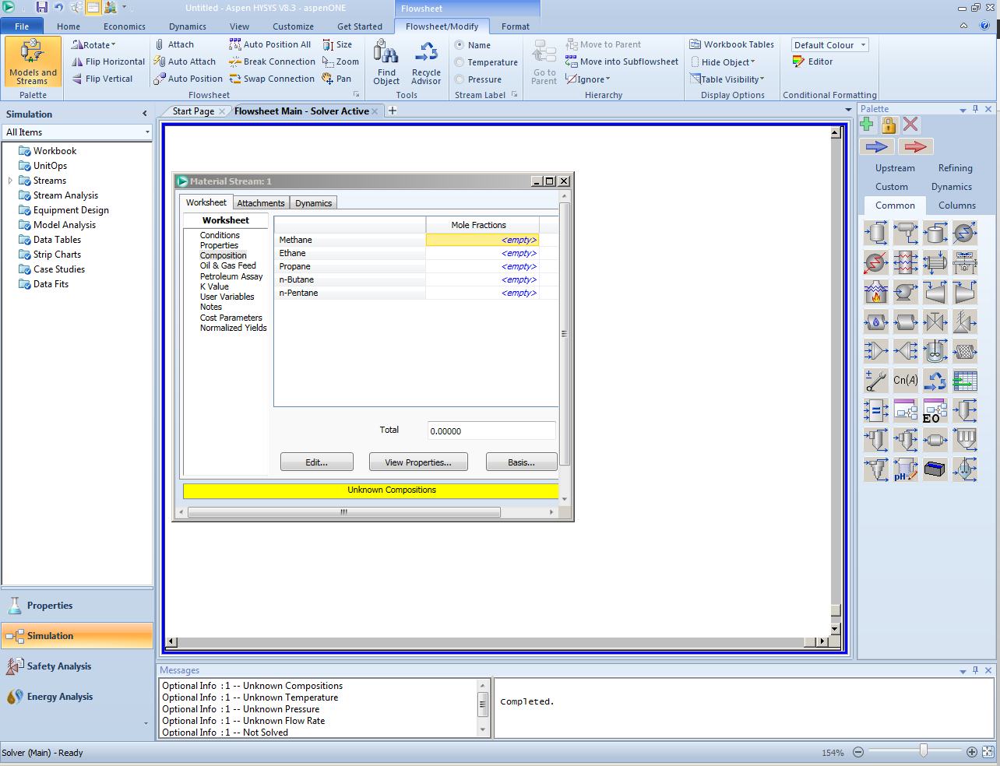 Untitled - Aspen HYSYS V8.3 - aspenONE
Flowsheet
File
Home
Economics
Dynamics
View
Customize
Get Started
Flowsheet/Modify
Format
Models and Streams
Palette
Rotate
Flip Horizontal
Flip Vertical
Attach
Auto Attach
Auto Position
Auto Position All
Break Connection
Swap Connection
Size
Zoom
Pan
Flowsheet
Find Object
Recycle Advisor
Tools
Name
Temperature
Pressure
Stream Label
Go to Parent
Move to Parent
Move into Subflowsheet
Ignore
Hierarchy
Workbook Tables
Hide Object
Table Visibility
Display Options
Default Colour
Editor
Conditional Formatting
Simulation
All Items
Workbook
UnitOps
Streams
Stream Analysis
Equipment Design
Model Analysis
Data Tables
Strip Charts
Case Studies
Data Fits
Properties
Simulation
Safety Analysis
Energy Analysis
Start Page
Flowsheet Main - Solver Active
Material Stream: 1
Worksheet
Attachments
Dynamics
Worksheet
Conditions
Properties
Composition
Oil & Gas Feed
Petroleum Assay
K Value
User Variables
Notes
Cost Parameters
Normalized Yields
Mole Fractions
Methane <empty>
Ethane <empty>
Propane <empty>
n-Butane <empty>
n-Pentane <empty>
Total 0.00000
Edit...
View Properties...
Basis...
Unknown Compositions
Palette
Upstream
Refining
Custom
Dynamics
Common
Columns
Cn(A)
EO
pH
Messages
Optional Info : 1 -- Unknown Compositions
Optional Info : 1 -- Unknown Temperature
Optional Info : 1 -- Unknown Pressure
Optional Info : 1 -- Unknown Flow Rate
Optional Info : 1 -- Not Solved
Completed.
Solver (Main) - Ready
154%